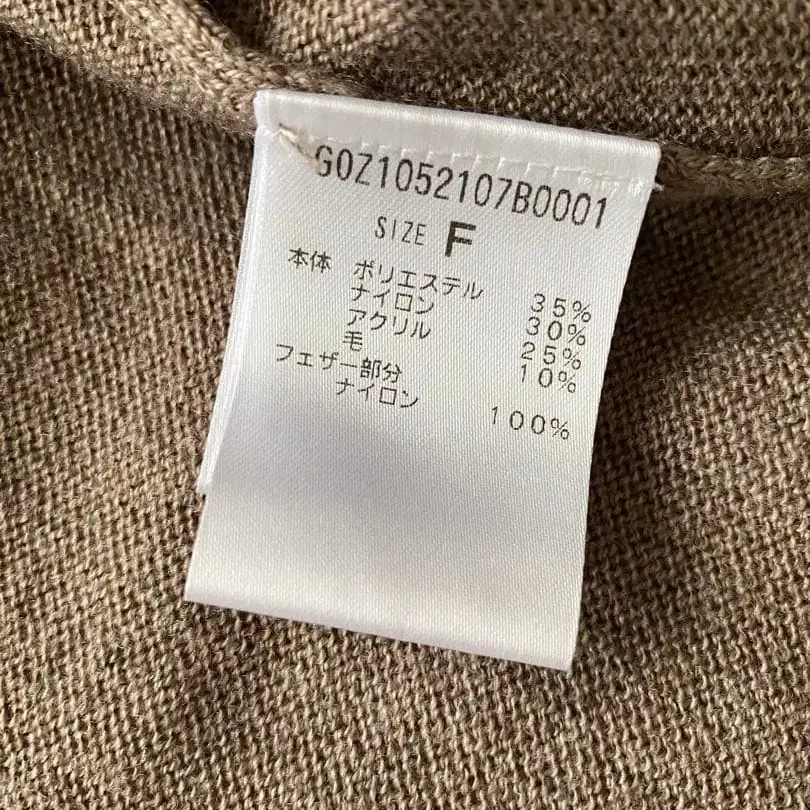 G0Z1052107B0001
SIZE F
本体 ポリエステル 35%
ナイロン 30%
アクリル 25%
毛 10%
フェザー部分
ナイロン 100%